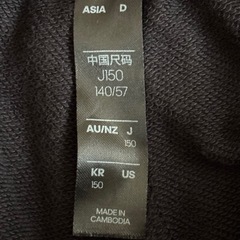 ASIA D
中国尺码
J150
140/57
AU/NZ J
150
KR US
150
MADE IN
CAMBODIA